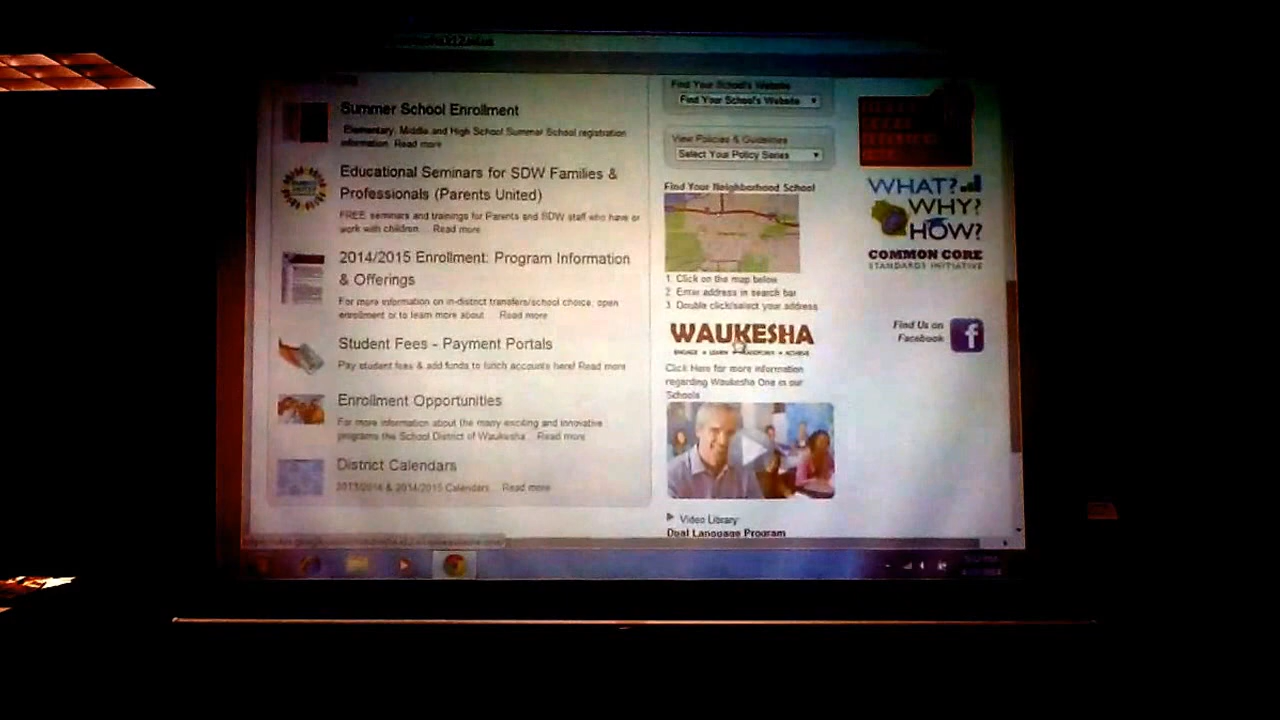 Summer School Enrollment
Elementary, Middle and High School Summer School registration
information. Read more
Educational Seminars for SDW Families &
Professionals (Parents United)
FREE seminars and trainings for Parents and SDW staff who have or
work with children... Read more
2014/2015 Enrollment: Program Information
& Offerings
For more information on in-district transfers/school choice, open
enrollment or to learn more about ... Read more
Student Fees - Payment Portals
Pay student fees & add funds to lunch accounts here! Read more
Enrollment Opportunities
For more information about the many exciting and innovative
programs the School District of Waukesha... Read more
District Calendars
2013/2014 & 2014/2015 Calendars... Read more
Find Your School's Website
Find Your School's Website
View Policies & Guidelines
Select Your Policy Series
Find Your Neighborhood School
1. Click on the map below
2. Enter address in search bar
3. Double click/select your address
WAUKESHA
ENGAGE LEARN ACHIEVE
Click Here for more information
regarding Waukesha One in our
Schools
Video Library
Dual Language Program
WHAT?
WHY?
HOW?
COMMON CORE
STANDARDS INITIATIVE
Find Us on
Facebook
f